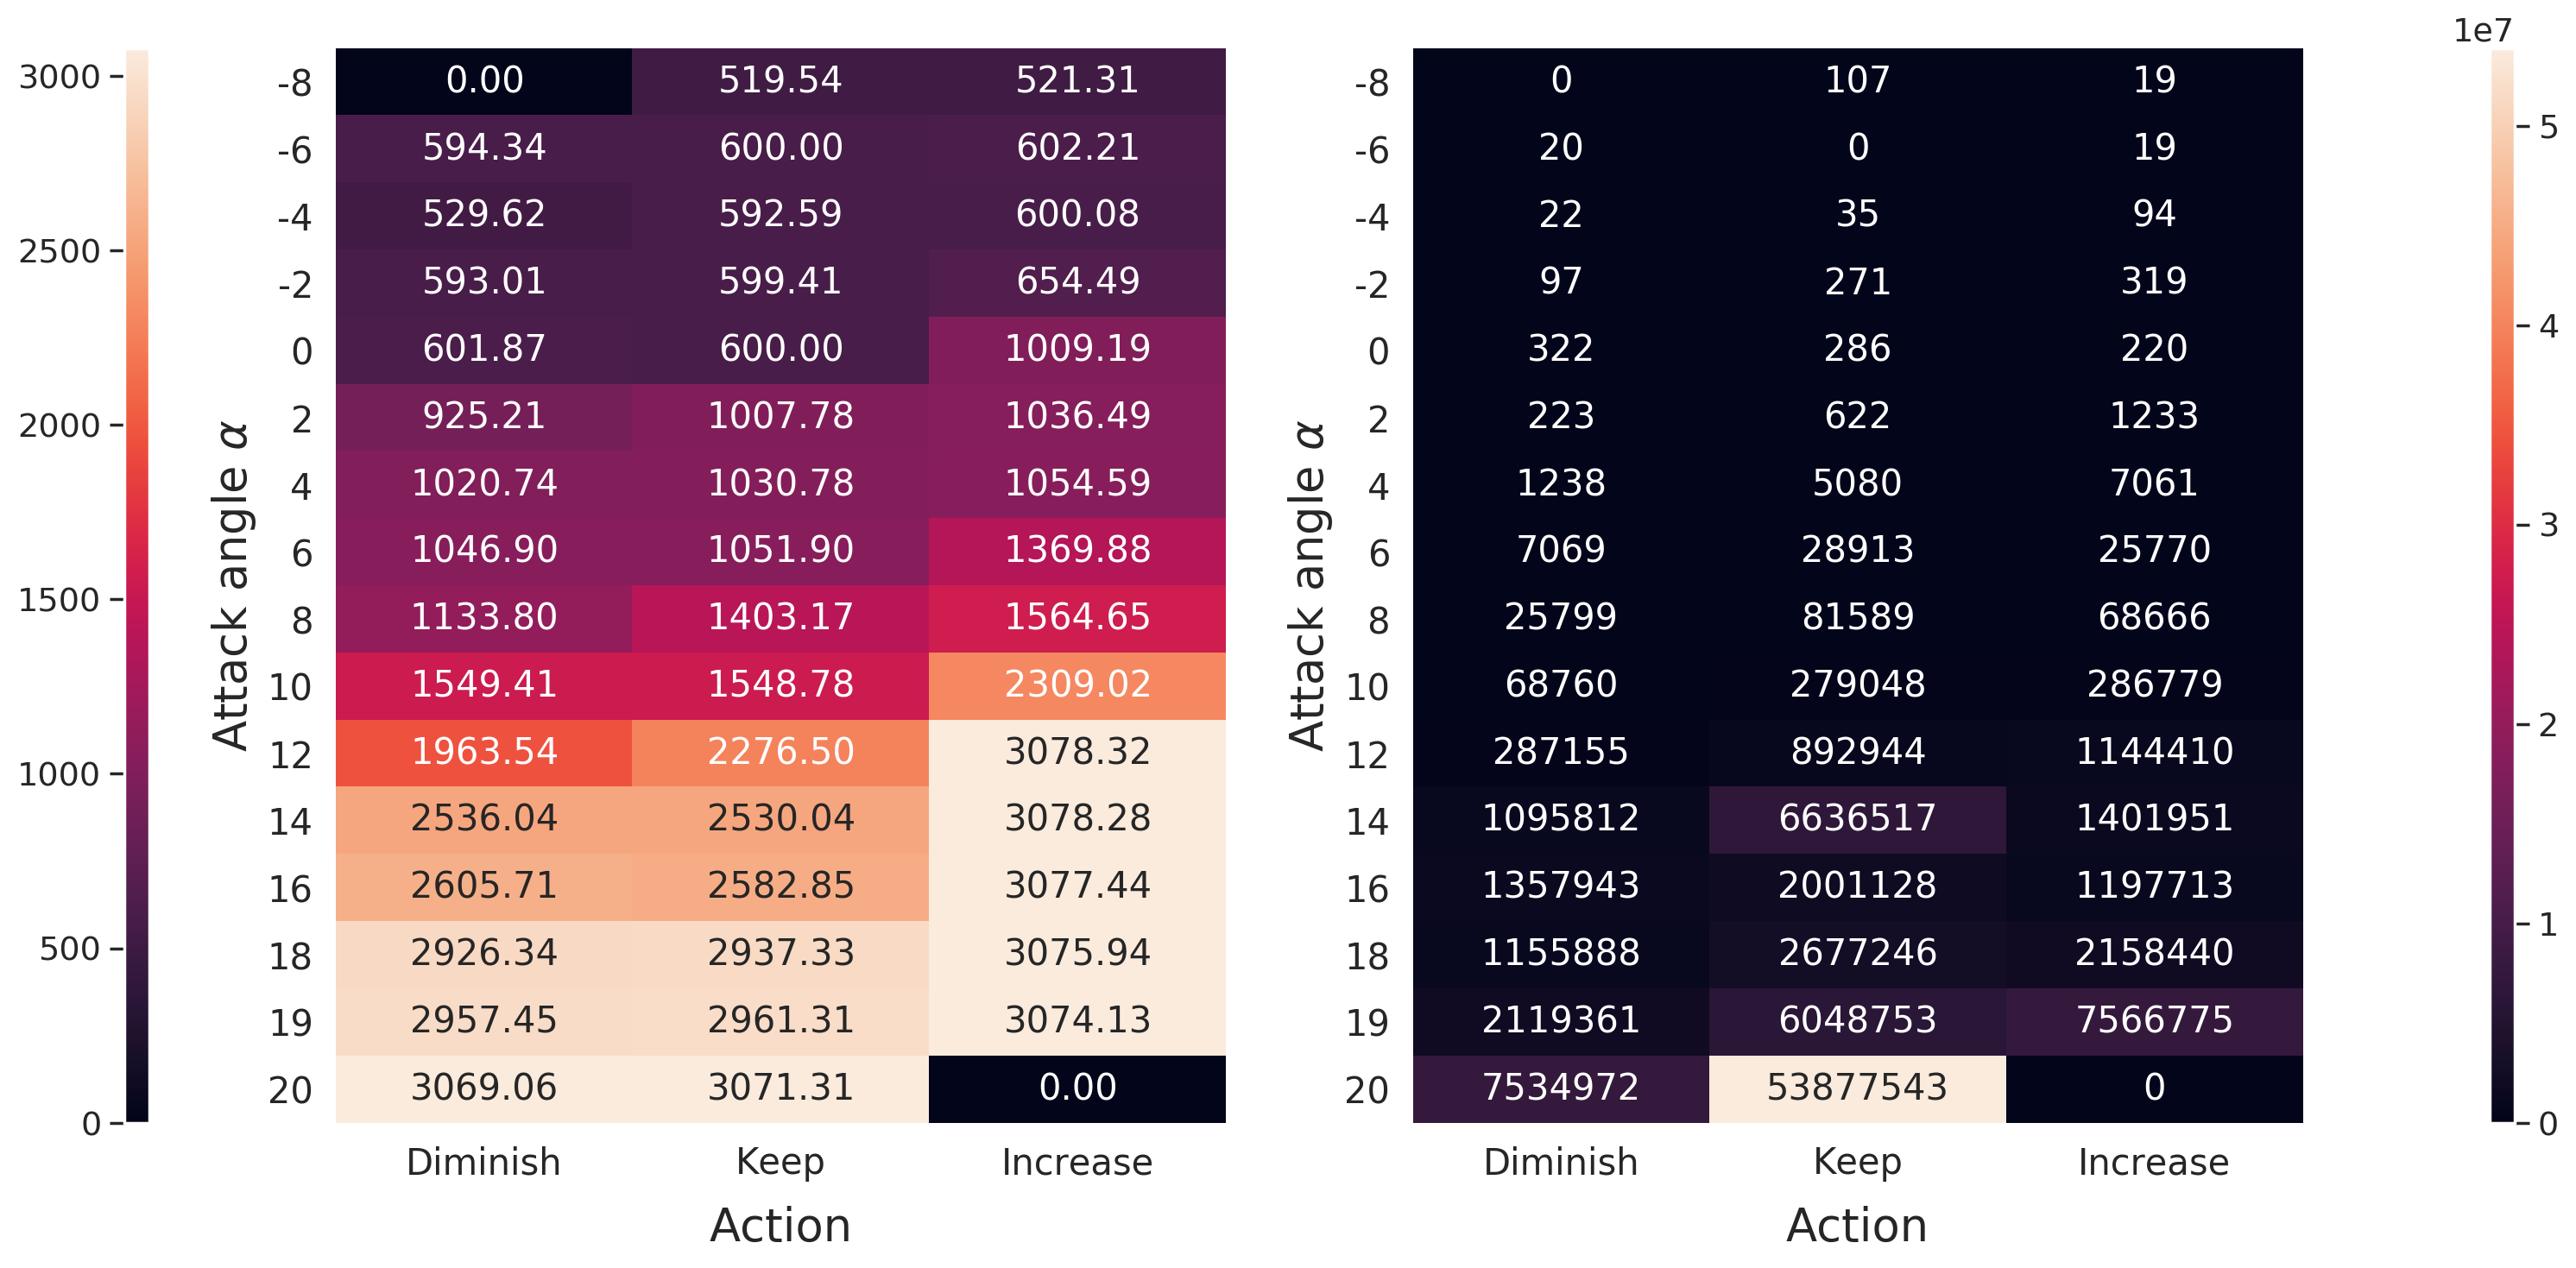 1e7
3000
2500
2000
1500
1000
500
0
Attack angle α
-8 0.00 519.54 521.31
-6 594.34 600.00 602.21
-4 529.62 592.59 600.08
-2 593.01 599.41 654.49
0 601.87 600.00 1009.19
2 925.21 1007.78 1036.49
4 1020.74 1030.78 1054.59
6 1046.90 1051.90 1369.88
8 1133.80 1403.17 1564.65
10 1549.41 1548.78 2309.02
12 1963.54 2276.50 3078.32
14 2536.04 2530.04 3078.28
16 2605.71 2582.85 3077.44
18 2926.34 2937.33 3075.94
19 2957.45 2961.31 3074.13
20 3069.06 3071.31 0.00
Diminish Keep Increase
Action
Attack angle α
-8 0 107 19
-6 20 0 19
-4 22 35 94
-2 97 271 319
0 322 286 220
2 223 622 1233
4 1238 5080 7061
6 7069 28913 25770
8 25799 81589 68666
10 68760 279048 286779
12 287155 892944 1144410
14 1095812 6636517 1401951
16 1357943 2001128 1197713
18 1155888 2677246 2158440
19 2119361 6048753 7566775
20 7534972 53877543 0
Diminish Keep Increase
Action
5
4
3
2
1
0